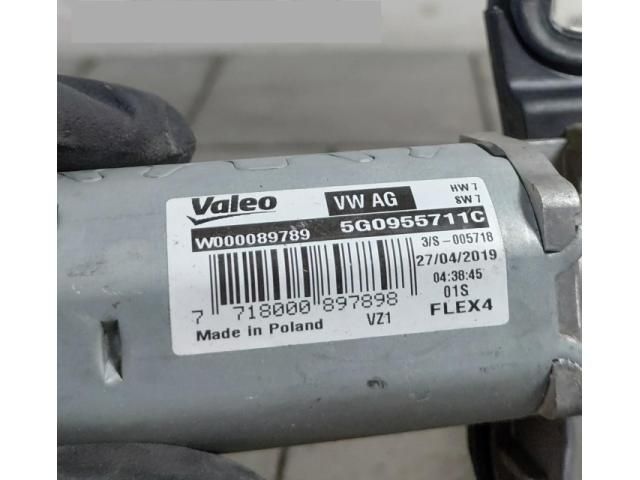 Valeo VW AG HW 7
SW 7
W000089789 5G0955711C
3/S-005718
27/04/2019
04:38:45
01S
7 718000 897898
FLEX4
Made in Poland VZ1